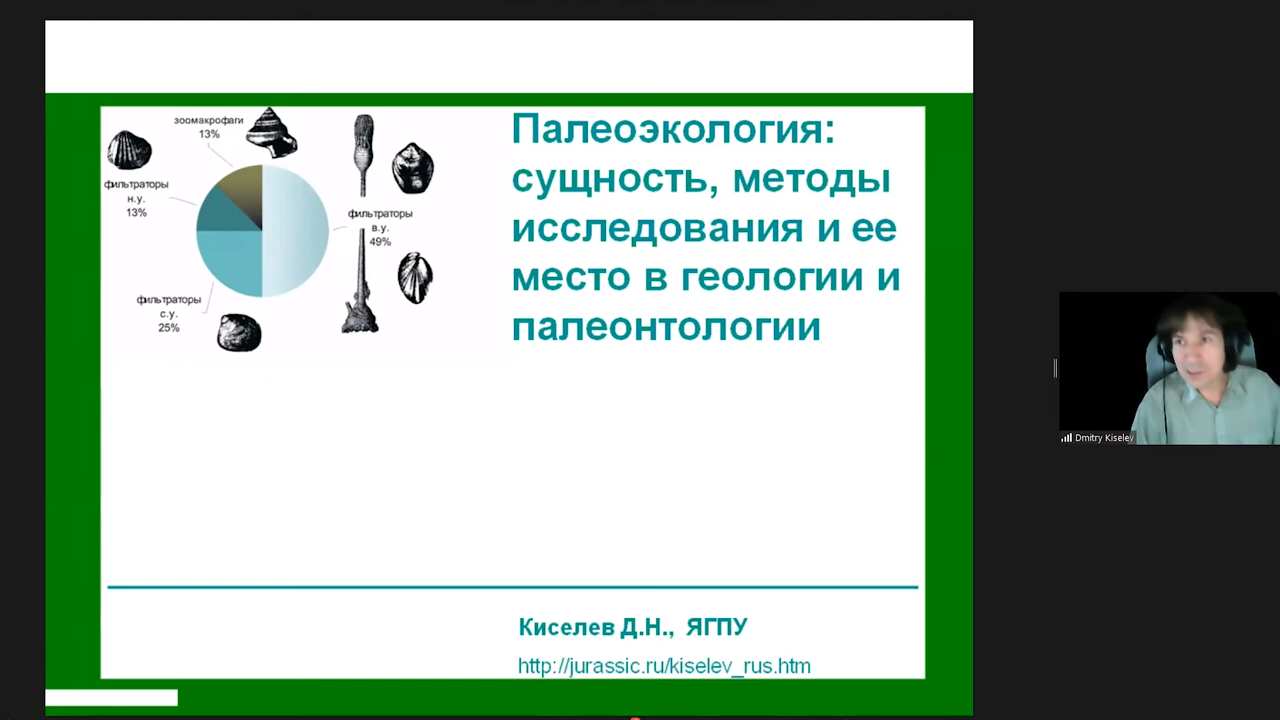 зоомакрофаги
13%
фильтраторы
н.у.
13%
фильтраторы
в.у.
49%
фильтраторы
с.у.
25%
Палеоэкология:
сущность, методы
исследования и ее
место в геологии и
палеонтологии
Киселев Д.Н., ЯГПУ
http://jurassic.ru/kiselev_rus.htm
Dmitry Kiselev